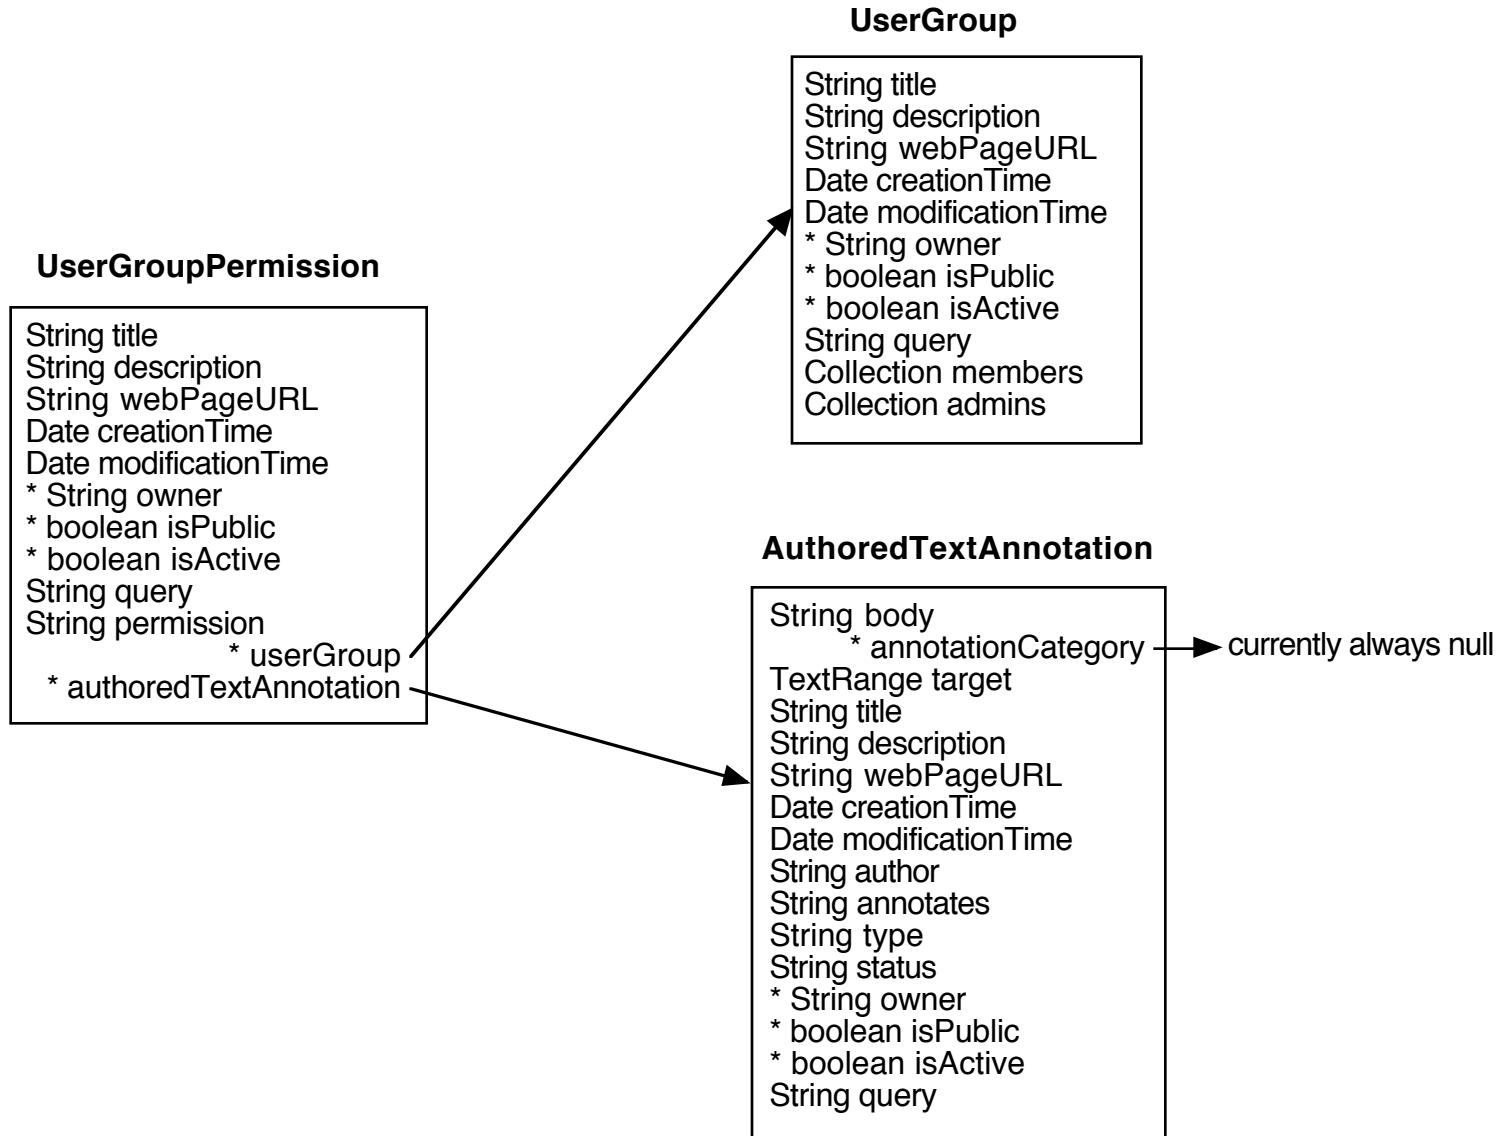 UserGroup
String title
String description
String webPageURL
Date creationTime
Date modificationTime
* String owner
* boolean isPublic
* boolean isActive
String query
Collection members
Collection admins
UserGroupPermission
String title
String description
String webPageURL
Date creationTime
Date modificationTime
* String owner
* boolean isPublic
* boolean isActive
String query
String permission
* userGroup
* authoredTextAnnotation
AuthoredTextAnnotation
String body
* annotationCategory
currently always null
TextRange target
String title
String description
String webPageURL
Date creationTime
Date modificationTime
String author
String annotates
String type
String status
* String owner
* boolean isPublic
* boolean isActive
String query